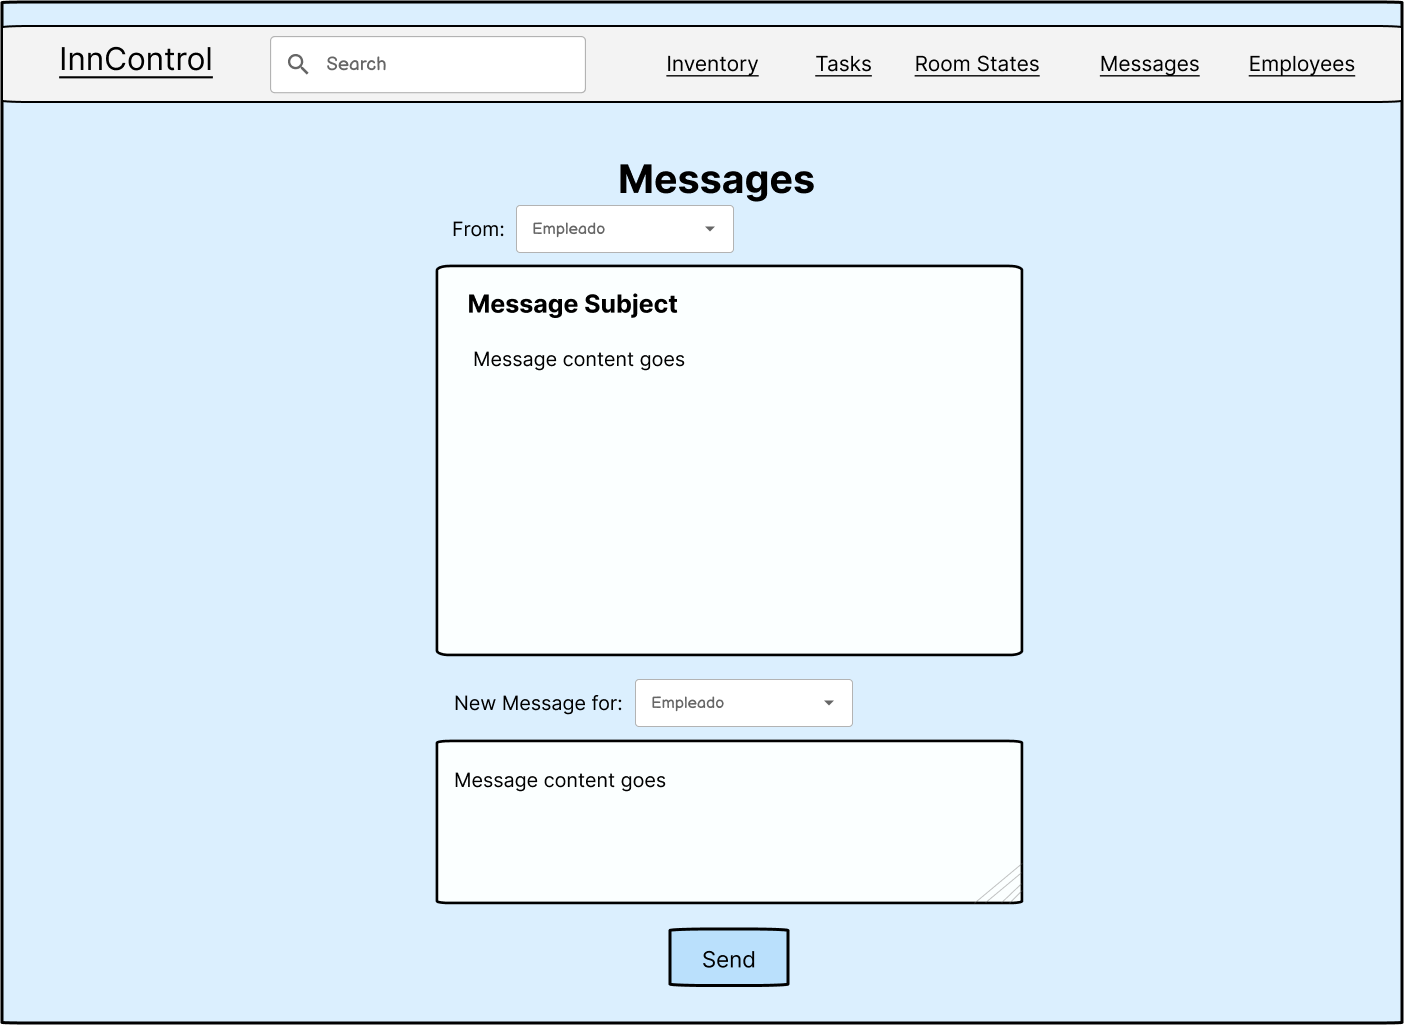 InnControl
Search
Inventory
Tasks
Room States
Messages
Employees
Messages
From:
Empleado
Message Subject
Message content goes
New Message for:
Empleado
Message content goes
Send